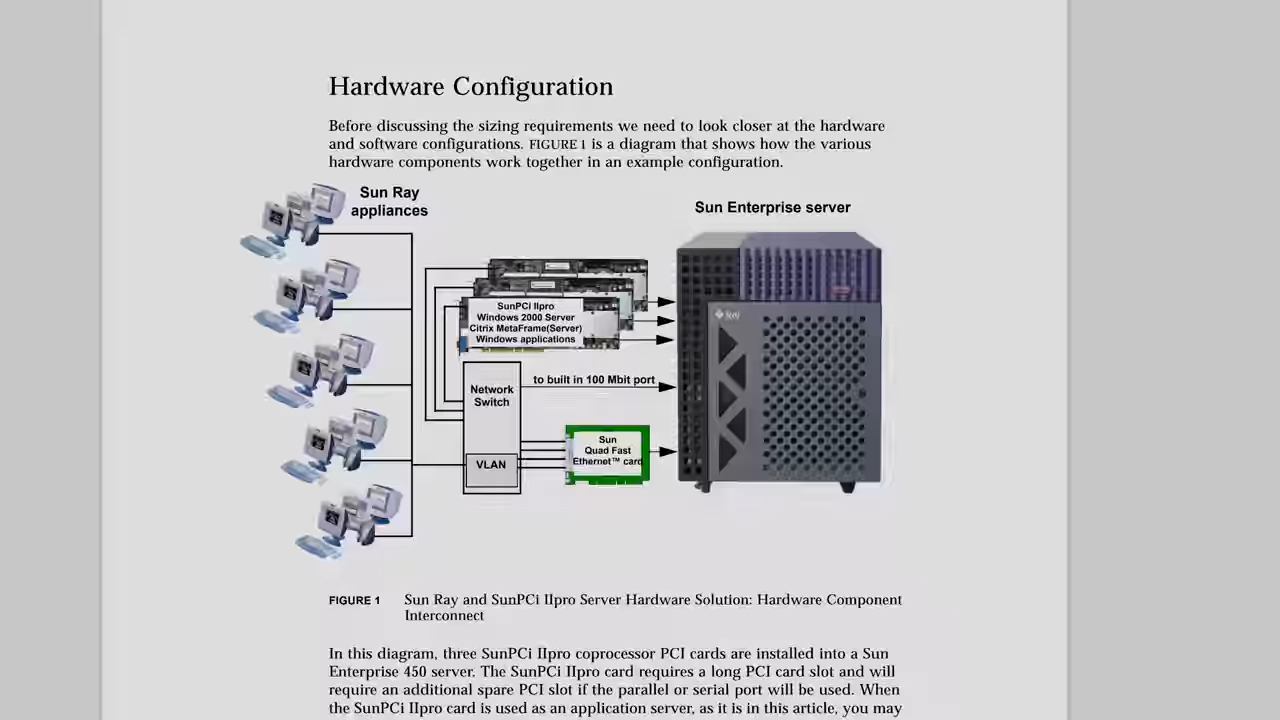 Hardware Configuration
Before discussing the sizing requirements we need to look closer at the hardware
and software configurations. FIGURE 1 is a diagram that shows how the various
hardware components work together in an example configuration.
Sun Ray
appliances
Sun Enterprise server
SunPCi IIpro
Windows 2000 Server
Citrix MetaFrame(Server)
Windows applications
Sun
Network
Switch
to built in 100 Mbit port
Sun
Quad Fast
Ethernet™ card
VLAN
FIGURE 1 Sun Ray and SunPCi IIpro Server Hardware Solution: Hardware Component
Interconnect
In this diagram, three SunPCi IIpro coprocessor PCI cards are installed into a Sun
Enterprise 450 server. The SunPCi IIpro card requires a long PCI card slot and will
require an additional spare PCI slot if the parallel or serial port will be used. When
the SunPCi IIpro card is used as an application server, as it is in this article, you may